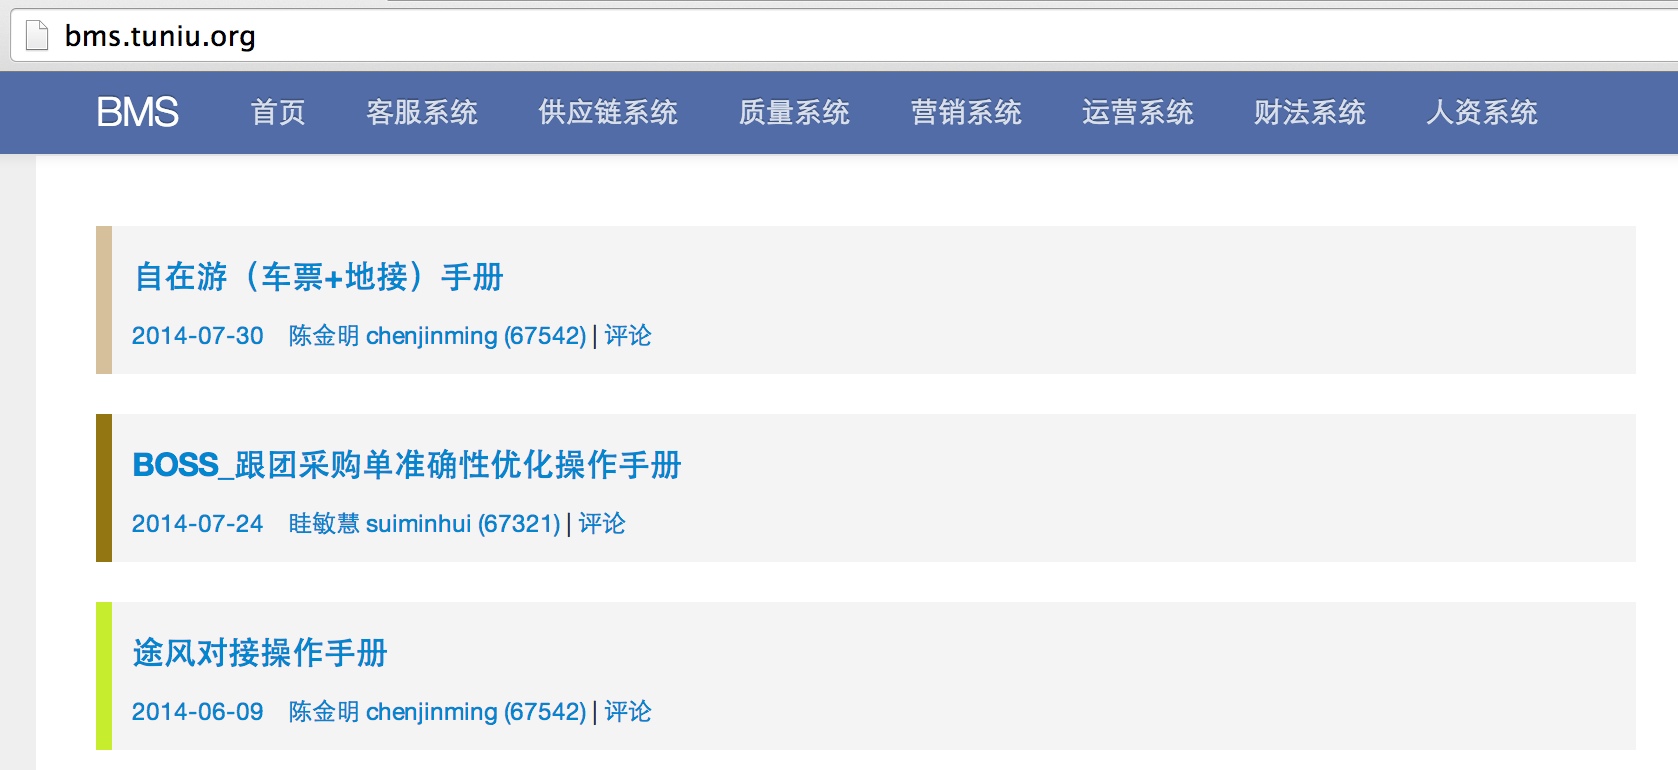 bms.tuniu.org
BMS 首页 客服系统 供应链系统 质量系统 营销系统 运营系统 财法系统 人资系统
自在游（车票+地接）手册
2014-07-30 陈金明 chenjinming (67542) | 评论
BOSS_跟团采购单准确性优化操作手册
2014-07-24 眭敏慧 suiminhui (67321) | 评论
途风对接操作手册
2014-06-09 陈金明 chenjinming (67542) | 评论